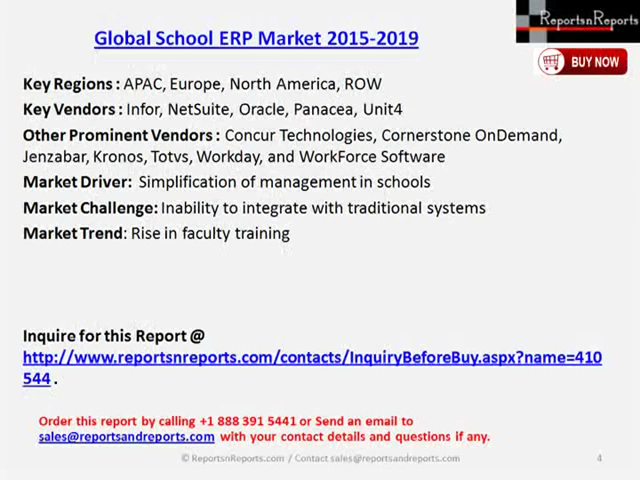 ReportsnReports
Global School ERP Market 2015-2019
BUY NOW
Key Regions : APAC, Europe, North America, ROW
Key Vendors : Infor, NetSuite, Oracle, Panacea, Unit4
Other Prominent Vendors : Concur Technologies, Cornerstone OnDemand,
Jenzabar, Kronos, Totvs, Workday, and WorkForce Software
Market Driver: Simplification of management in schools
Market Challenge: Inability to integrate with traditional systems
Market Trend: Rise in faculty training
Inquire for this Report @
http://www.reportsnreports.com/contacts/InquiryBeforeBuy.aspx?name=410
544 .
Order this report by calling +1 888 391 5441 or Send an email to
sales@reportsandreports.com with your contact details and questions if any.
© ReportsnReports.com / Contact sales@reportsandreports.com
4